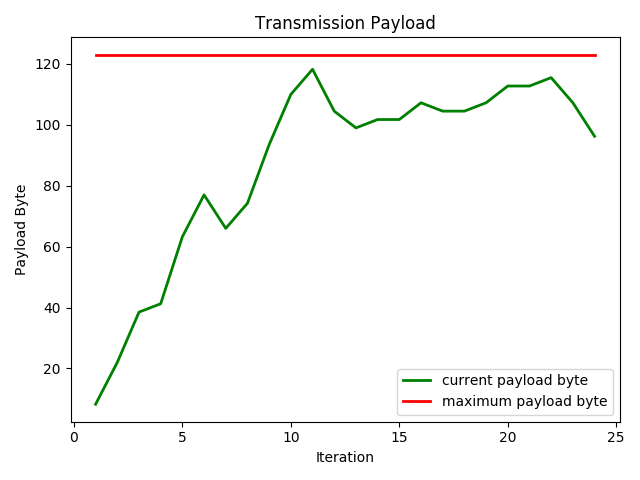 Transmission Payload
120
100
80
60
40
20
Payload Byte
current payload byte
maximum payload byte
0
5
10
15
20
25
Iteration